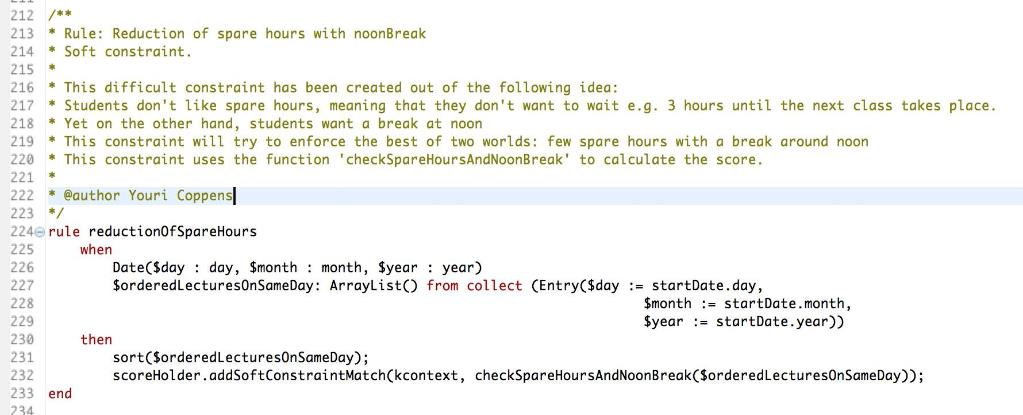 212 /**
213 * Rule: Reduction of spare hours with noonBreak
214 * Soft constraint.
215 *
216 * This difficult constraint has been created out of the following idea:
217 * Students don't like spare hours, meaning that they don't want to wait e.g. 3 hours until the next class takes place.
218 * Yet on the other hand, students want a break at noon
219 * This constraint will try to enforce the best of two worlds: few spare hours with a break around noon
220 * This constraint uses the function 'checkSpareHoursAndNoonBreak' to calculate the score.
221 *
222 * @author Youri Coppens
223 */
224 rule reductionOfSpareHours
225 when
226 Date($day : day, $month : month, $year : year)
227 $orderedLecturesOnSameDay: ArrayList() from collect (Entry($day := startDate.day,
228 $month := startDate.month,
229 $year := startDate.year))
230 then
231 sort($orderedLecturesOnSameDay);
232 scoreHolder.addSoftConstraintMatch(kcontext, checkSpareHoursAndNoonBreak($orderedLecturesOnSameDay));
233 end
234